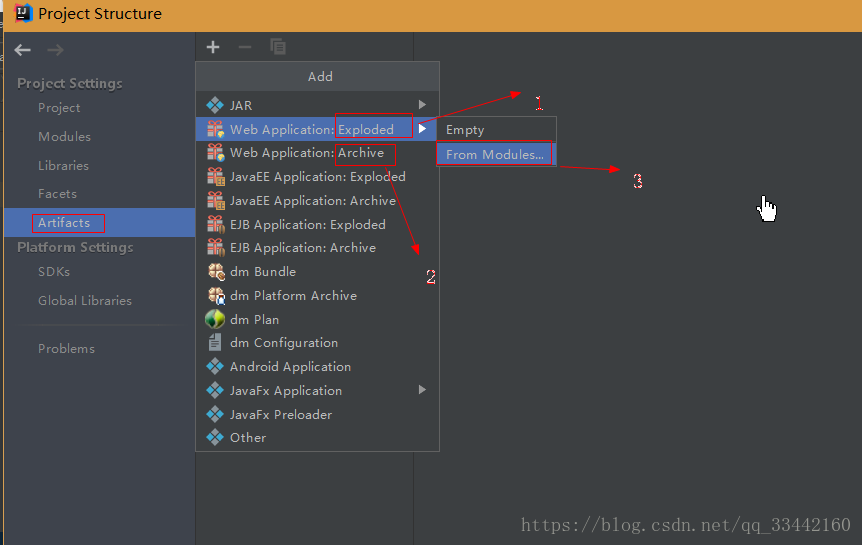 Project Structure
Project Settings
Project
Modules
Libraries
Facets
Artifacts
Platform Settings
SDKs
Global Libraries
Problems
Add
JAR
Web Application: Exploded
Web Application: Archive
JavaEE Application: Exploded
JavaEE Application: Archive
EJB Application: Exploded
EJB Application: Archive
dm Bundle
dm Platform Archive
dm Plan
dm Configuration
Android Application
JavaFx Application
JavaFx Preloader
Other
Empty
From Modules...
1
3
2
https://blog.csdn.net/qq_33442160